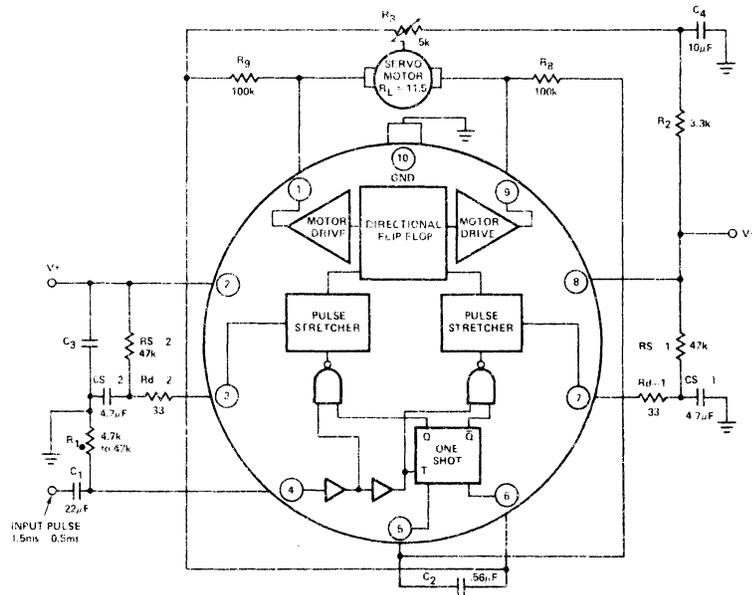 R3
5k
C4
10μF
R9
100k
SERVO
MOTOR
RL = 11.5
R8
100k
R2
3.3k
10
GND
1
9
MOTOR
DRIVE
DIRECTIONAL
FLIP FLOP
MOTOR
DRIVE
V+
2
8
C3
RS 2
47k
PULSE
STRETCHER
PULSE
STRETCHER
RS 1
47k
CS 2
4.7μF
Rd 2
33
3
7
Rd-1
33
CS 1
4.7μF
R1
4.7k
to 47k
Q
Q̅
ONE
SHOT
T
C1
22μF
4
5
6
INPUT PULSE
1.5ms 0.5ms
C2
.56μF